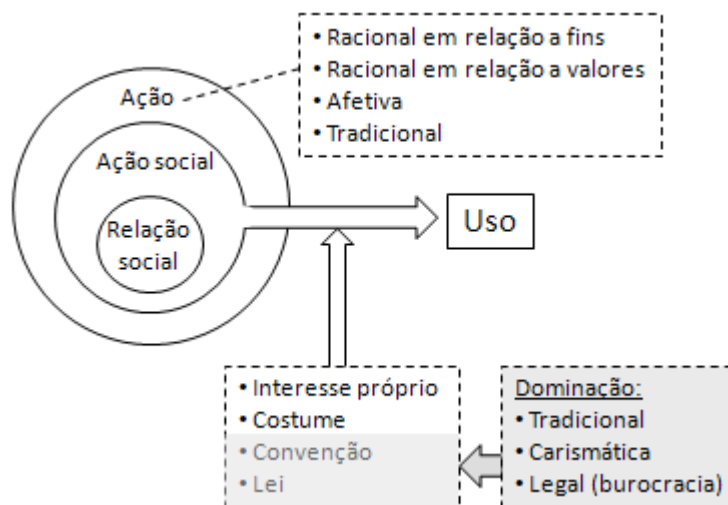 • Racional em relação a fins
• Racional em relação a valores
• Afetiva
• Tradicional
Ação
Ação social
Relação
social
Uso
• Interesse próprio
• Costume
• Convenção
• Lei
Dominação:
• Tradicional
• Carismática
• Legal (burocracia)